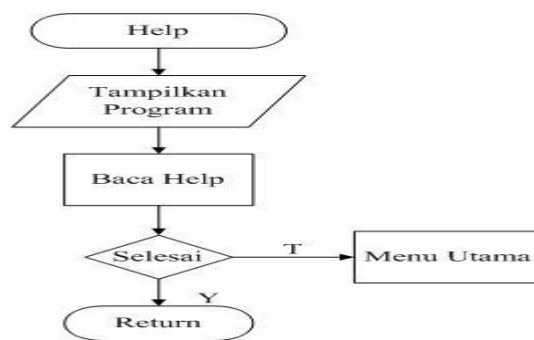 Help
Tampilkan
Program
Baca Help
Selesai
T
Menu Utama
Y
Return